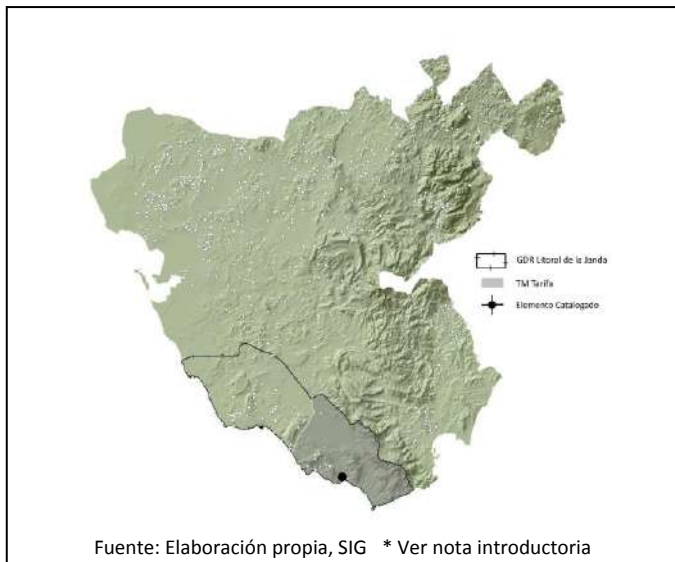 GDR Litoral de la Janda
TM Tarifa
Elemento Catalogado
Fuente: Elaboración propia, SIG * Ver nota introductoria